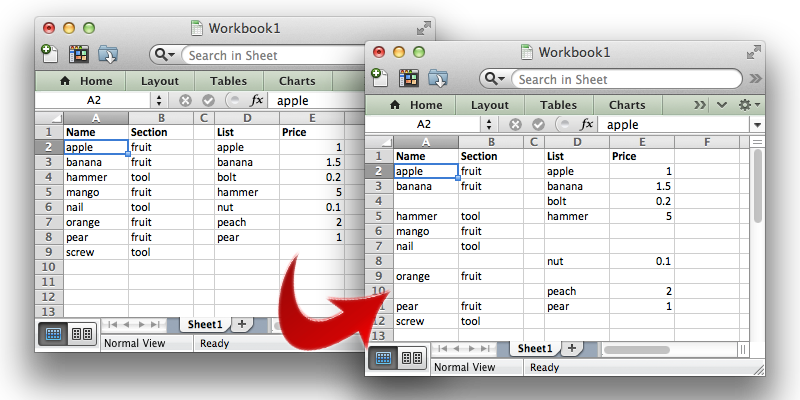 Workbook1
Search in Sheet
Home Layout Tables Charts
A2 fx apple
A B C D E
1 Name Section List Price
2 apple fruit apple 1
3 banana fruit banana 1.5
4 hammer tool bolt 0.2
5 mango fruit hammer 5
6 nail tool nut 0.1
7 orange fruit peach 2
8 pear fruit pear 1
9 screw tool
10
11
12
13
Sheet1
Normal View Ready
Workbook1
Search in Sheet
Home Layout Tables Charts
A2 fx apple
A B C D E F
1 Name Section List Price
2 apple fruit apple 1
3 banana fruit banana 1.5
4 bolt 0.2
5 hammer tool hammer 5
6 mango fruit
7 nail tool
8 nut 0.1
9 orange fruit
10 peach 2
11 pear fruit pear 1
12 screw tool
13
Sheet1
Normal View Ready